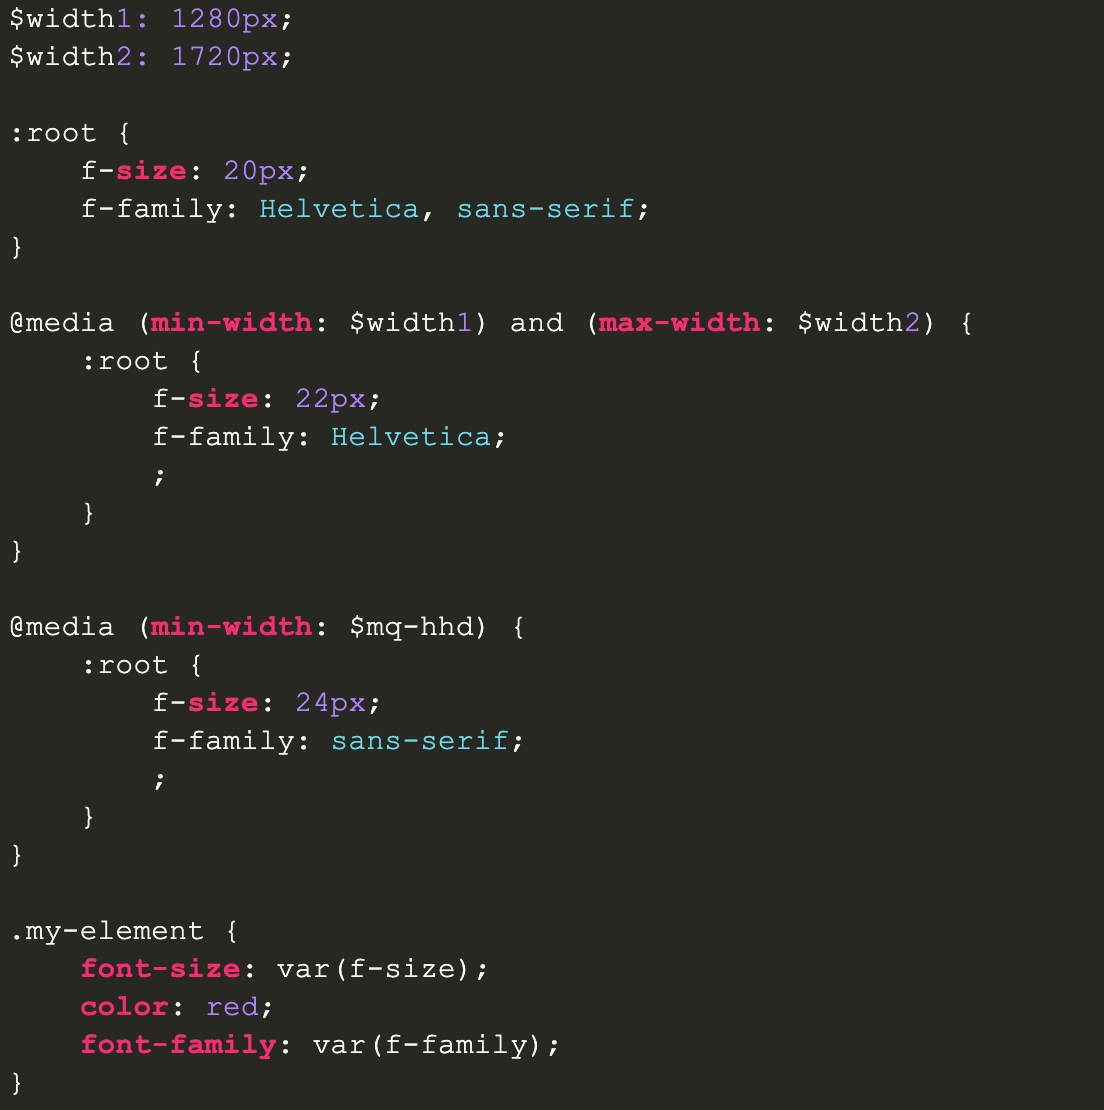 $width1: 1280px;
$width2: 1720px;

:root {
    f-size: 20px;
    f-family: Helvetica, sans-serif;
}

@media (min-width: $width1) and (max-width: $width2) {
    :root {
        f-size: 22px;
        f-family: Helvetica;
        ;
    }
}

@media (min-width: $mq-hhd) {
    :root {
        f-size: 24px;
        f-family: sans-serif;
        ;
    }
}

.my-element {
    font-size: var(f-size);
    color: red;
    font-family: var(f-family);
}